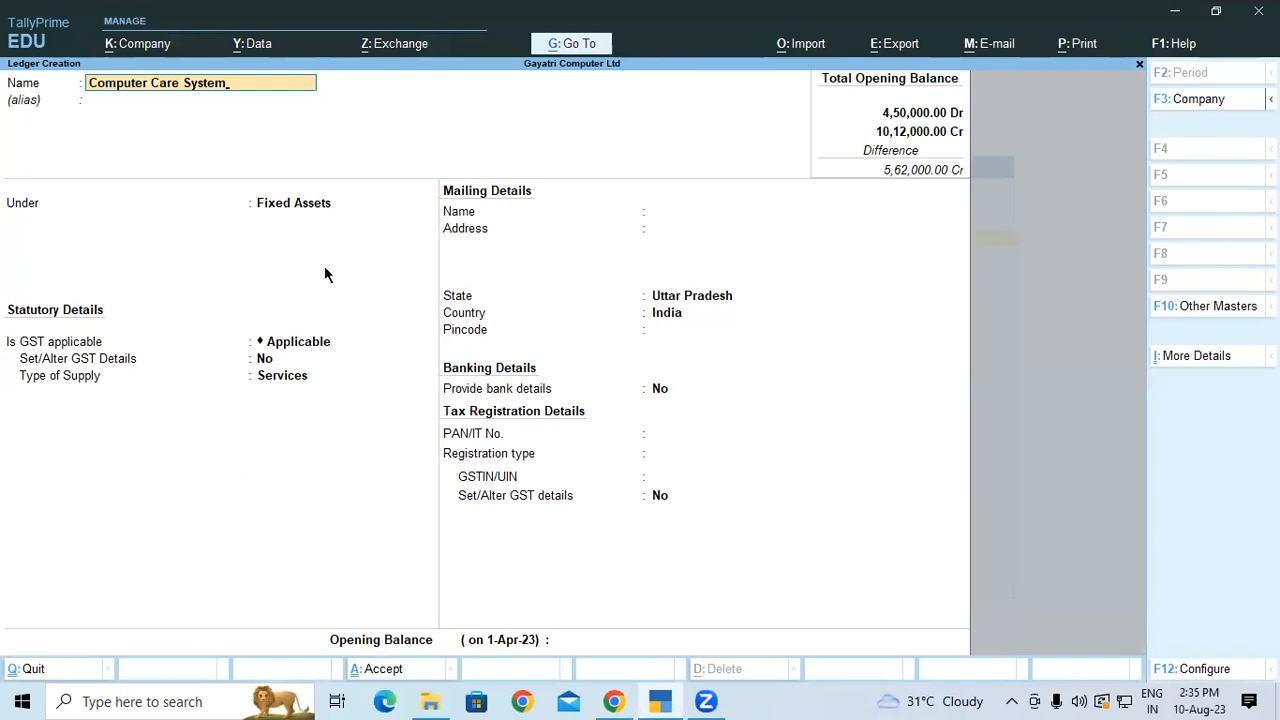 TallyPrime
EDU
MANAGE
K: Company
Y: Data
Z: Exchange
G: Go To
O: Import
E: Export
M: E-mail
P: Print
F1: Help
Ledger Creation
Gayatri Computer Ltd
Name : Computer Care System_
(alias) :
Total Opening Balance
4,50,000.00 Dr
10,12,000.00 Cr
Difference
5,62,000.00 Cr
Under : Fixed Assets
Statutory Details
Is GST applicable : ♦ Applicable
Set/Alter GST Details : No
Type of Supply : Services
Mailing Details
Name :
Address :
State : Uttar Pradesh
Country : India
Pincode :
Banking Details
Provide bank details : No
Tax Registration Details
PAN/IT No. :
Registration type :
GSTIN/UIN :
Set/Alter GST details : No
Opening Balance ( on 1-Apr-23) :
F2: Period
F3: Company
F4
F5
F6
F7
F8
F9
F10: Other Masters
I: More Details
F12: Configure
Q: Quit
A: Accept
D: Delete
Type here to search
31°C Cloudy
ENG
IN
2:35 PM
10-Aug-23